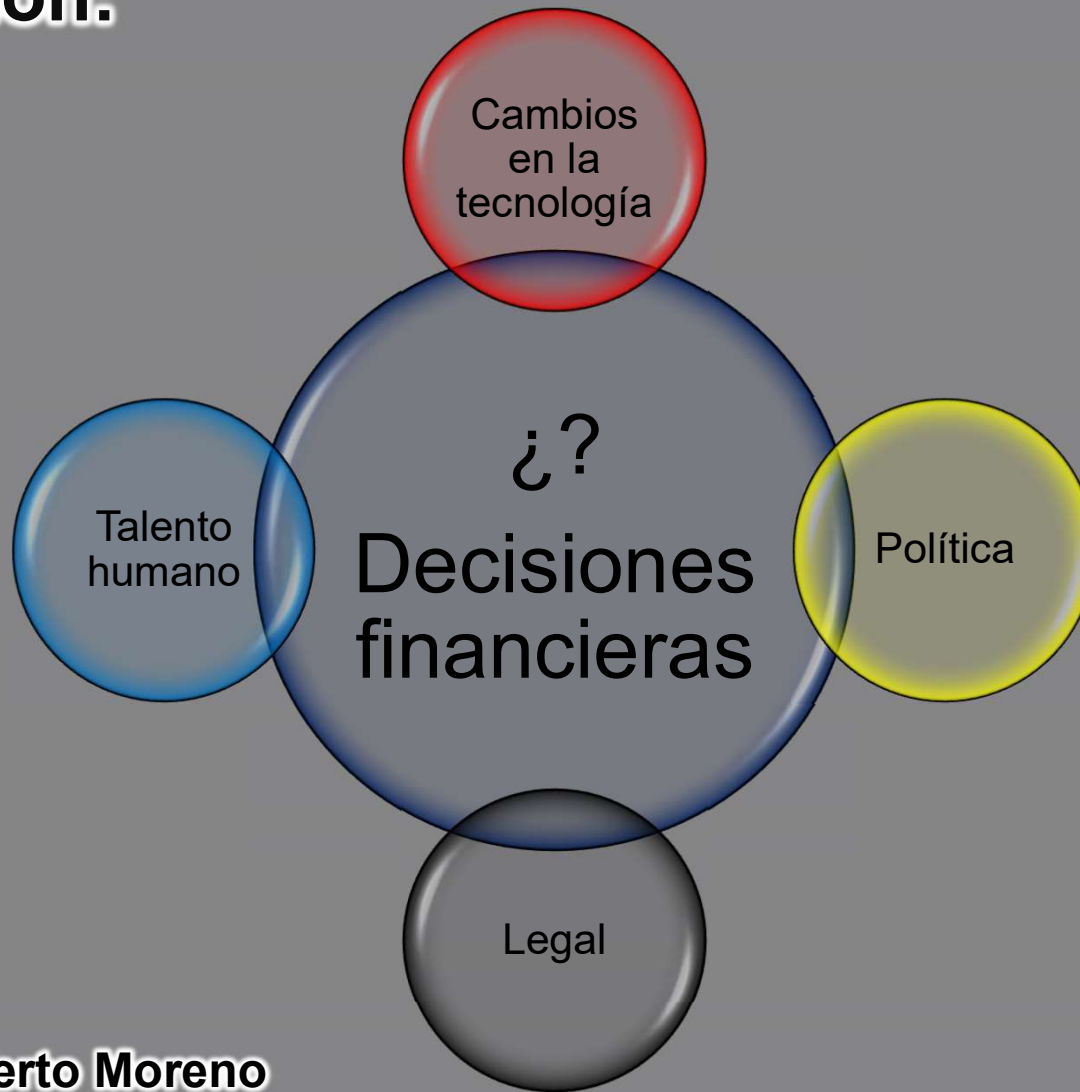 ón.
Cambios
en la
tecnología
¿?
Talento
humano
Decisiones
financieras
Política
Legal
erto Moreno